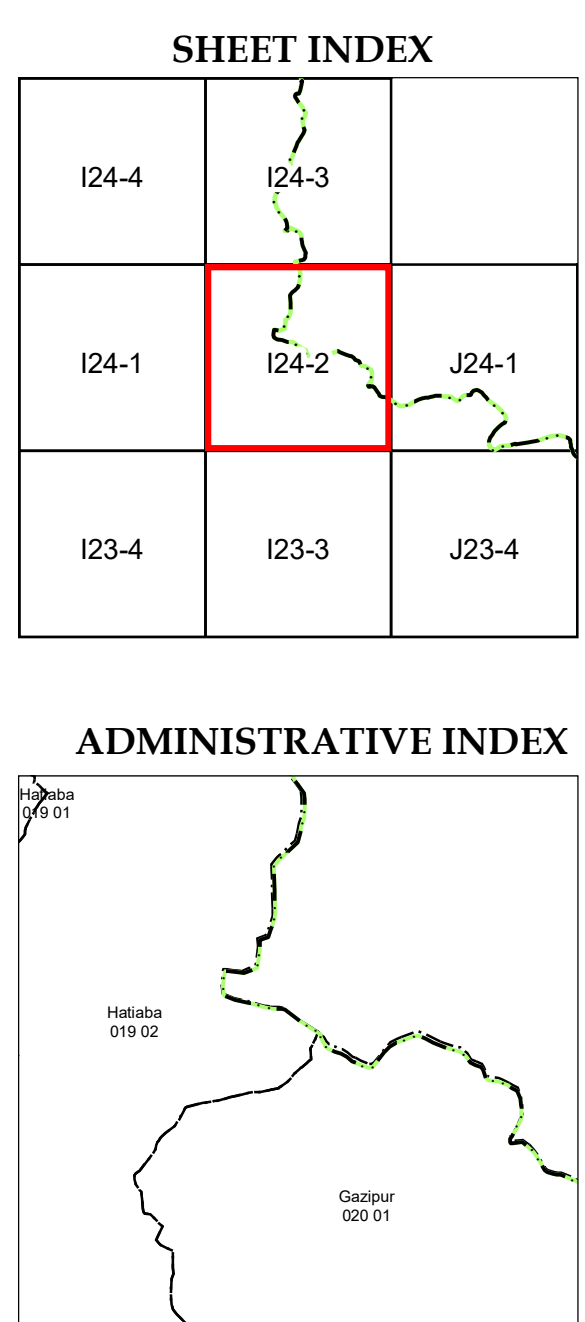 SHEET INDEX
I24-4
I24-3
I24-1
I24-2
J24-1
I23-4
I23-3
J23-4
ADMINISTRATIVE INDEX
Hatiaba
019 01
Hatiaba
019 02
Gazipur
020 01